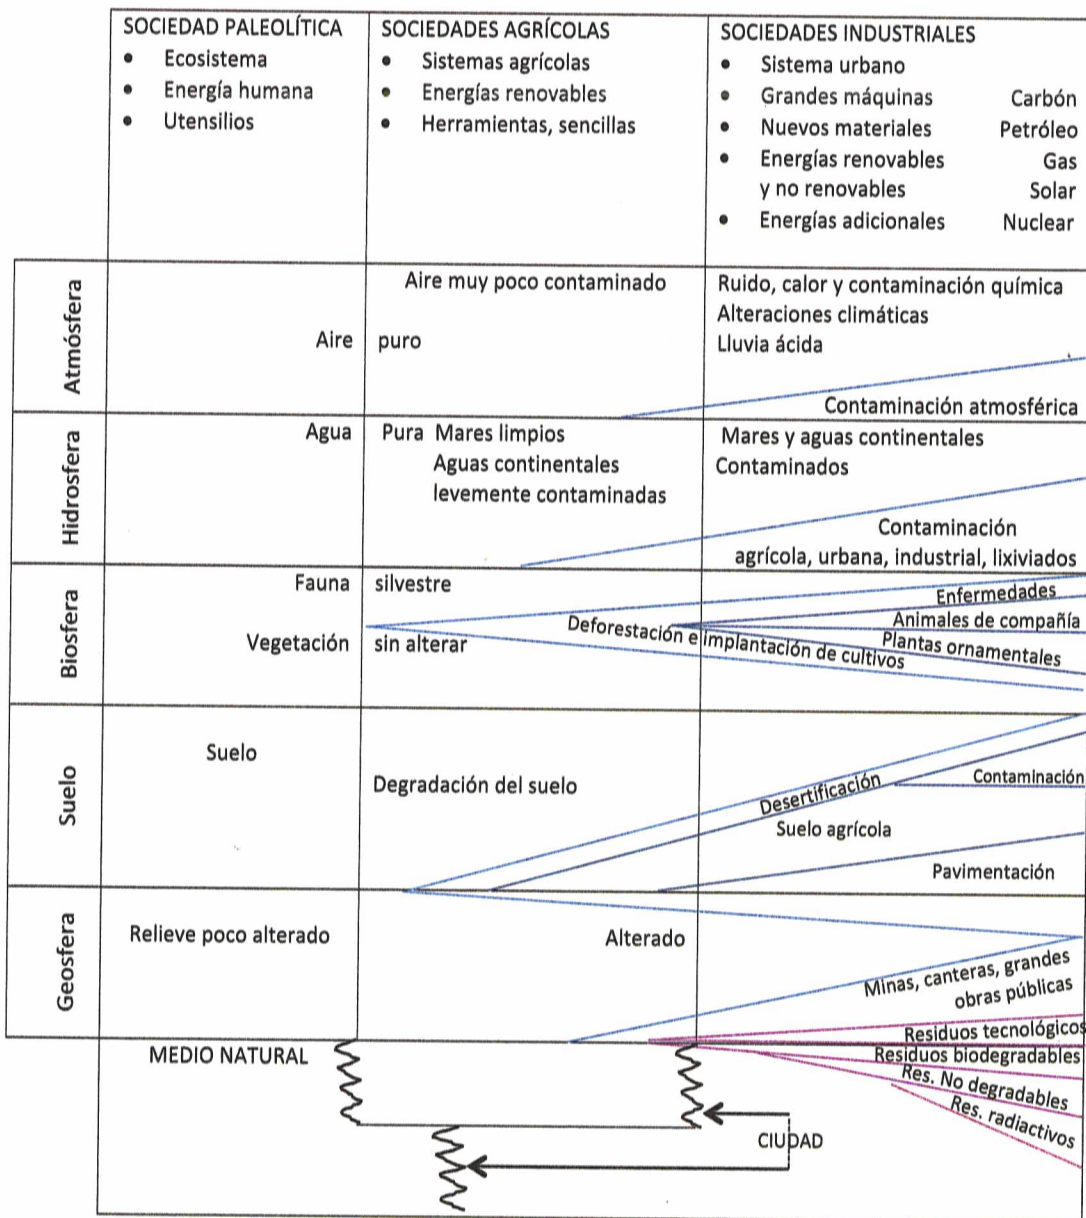 SOCIEDAD PALEOLÍTICA
• Ecosistema
• Energía humana
• Utensilios
SOCIEDADES AGRÍCOLAS
• Sistemas agrícolas
• Energías renovables
• Herramientas, sencillas
SOCIEDADES INDUSTRIALES
• Sistema urbano
• Grandes máquinas Carbón
• Nuevos materiales Petróleo
• Energías renovables Gas
y no renovables Solar
• Energías adicionales Nuclear
Atmósfera
Aire puro
Aire muy poco contaminado
Ruido, calor y contaminación química
Alteraciones climáticas
Lluvia ácida
Contaminación atmosférica
Hidrosfera
Agua Pura Mares limpios
Aguas continentales
levemente contaminadas
Mares y aguas continentales
Contaminados
Contaminación
agrícola, urbana, industrial, lixiviados
Biosfera
Fauna silvestre
Vegetación sin alterar
Deforestación e implantación de cultivos
Enfermedades
Animales de compañía
Plantas ornamentales
Suelo
Suelo
Degradación del suelo
Desertificación
Contaminación
Suelo agrícola
Pavimentación
Geosfera
Relieve poco alterado
Alterado
Minas, canteras, grandes
obras públicas
Residuos tecnológicos
Residuos biodegradables
Res. No degradables
Res. radiactivos
MEDIO NATURAL
CIUDAD